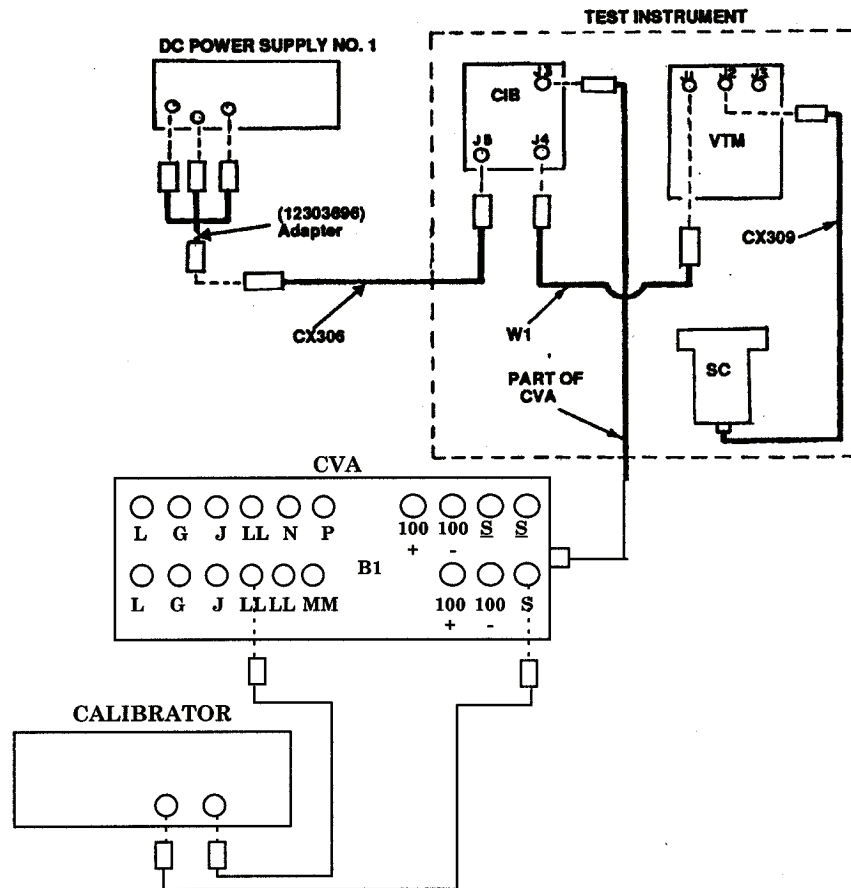 TEST INSTRUMENT
DC POWER SUPPLY NO. 1
J3
CIB
J5
J4
J1
J2
J3
VTM
(12303696)
Adapter
CX306
W1
CX309
PART OF
CVA
SC
CVA
L G J LL N P
100 100 S S
+ -
B1
L G J LL LL MM
100 100 S
+ -
CALIBRATOR